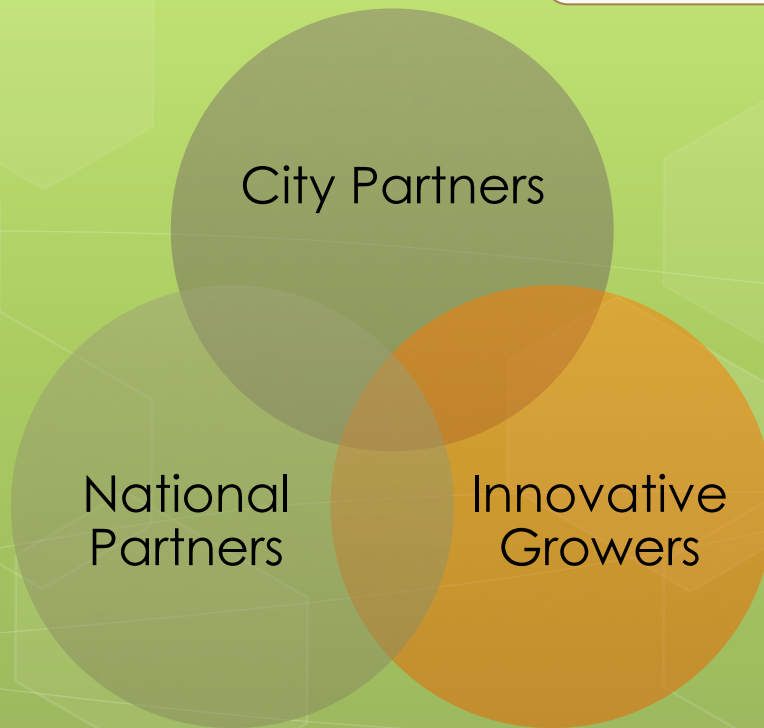 City Partners
National
Partners
Innovative
Growers